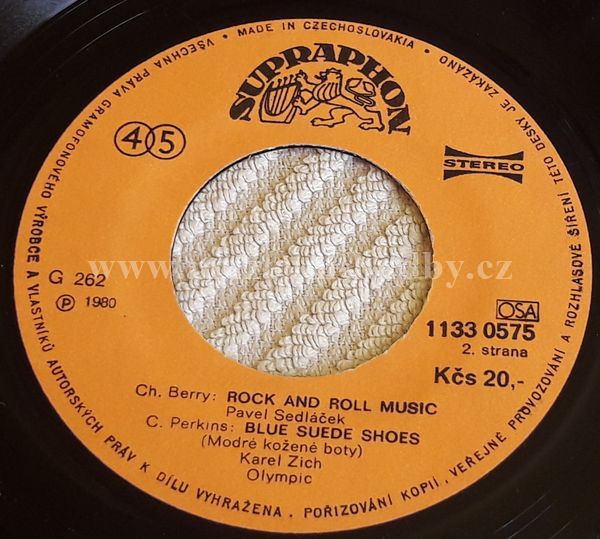 VŠECHNA PRÁVA GRAMOFONOVÉHO VÝROBCE A VLASTNÍKŮ AUTORSKÝCH PRÁV K DÍLU VYHRAŽENA. POŘIZOVÁNÍ KOPIÍ, VEŘEJNÉ PROVOZOVÁNÍ A ROZHLASOVÉ ŠÍŘENÍ TÉTO DESKY JE ZAKÁZÁNO • MADE IN CZECHOSLOVAKIA •
SUPRAPHON
45
STEREO
G 262
Ⓟ 1980
OSA
1133 0575
2. strana
Kčs 20,-
Ch. Berry: ROCK AND ROLL MUSIC
Pavel Sedláček
C. Perkins: BLUE SUEDE SHOES
(Modré kožené boty)
Karel Zich
Olympic